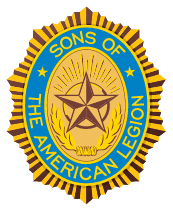 SONS OF
THE AMERICAN LEGION